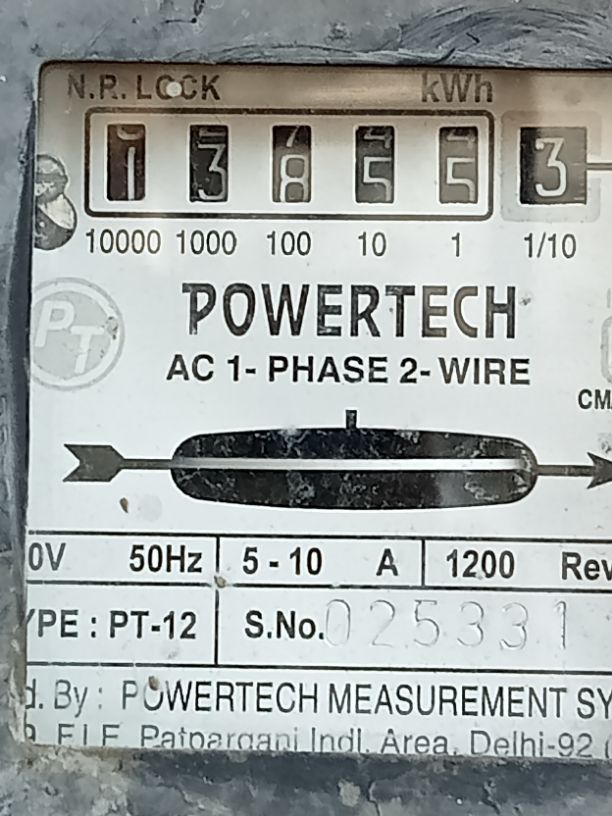 N.R. LOCK kWh
1 3 8 5 5 3
10000 1000 100 10 1 1/10
PT
POWERTECH
AC 1- PHASE 2- WIRE
CM
0V 50Hz 5 - 10 A 1200 Rev
YPE : PT-12 S.No. 025331
d. By : POWERTECH MEASUREMENT SY
F.I.E. Patparganj Indl. Area, Delhi-92